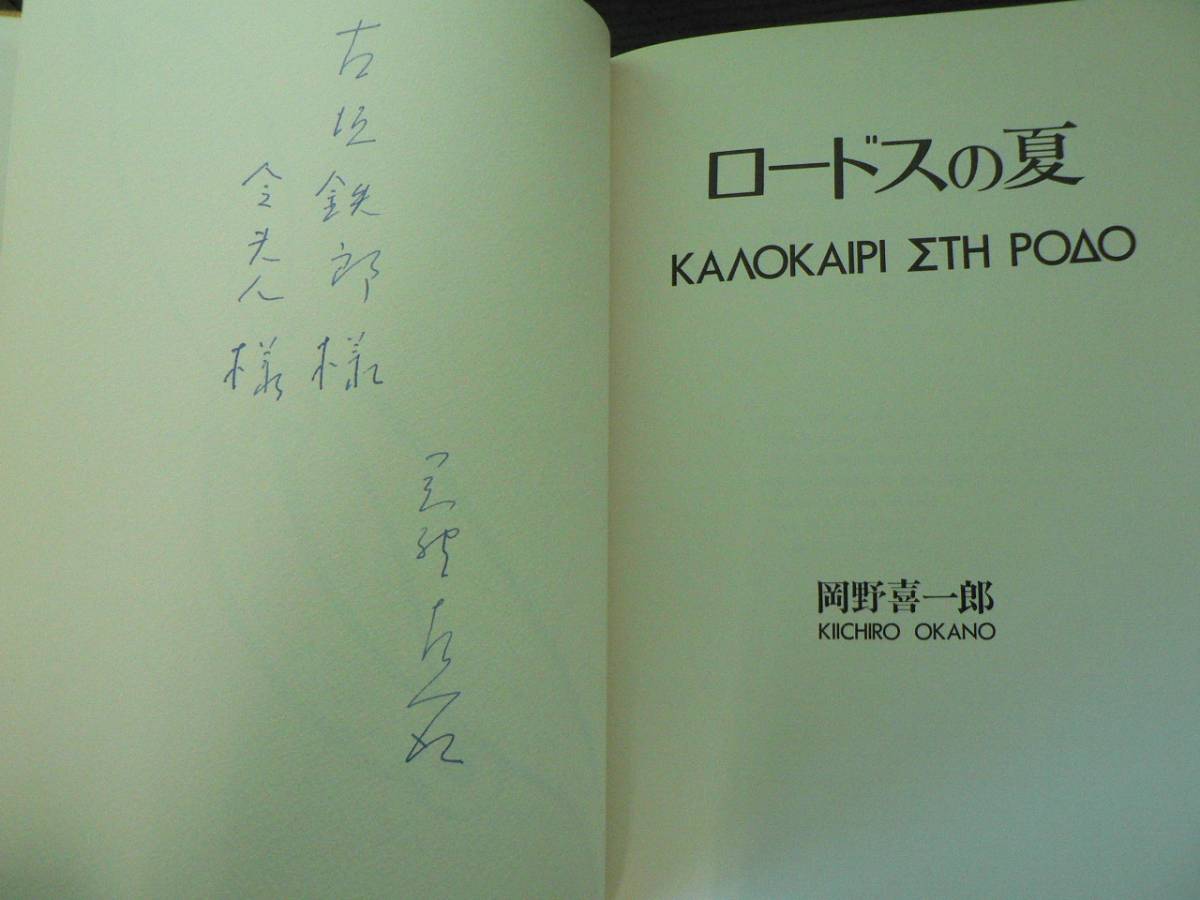 古垣鉄郎様
令夫人様
ロードスの夏
ΚΑΛΟΚΑΙΡΙ ΣΤΗ ΡΟΔΟ
岡野喜一郎
KIICHIRO OKANO